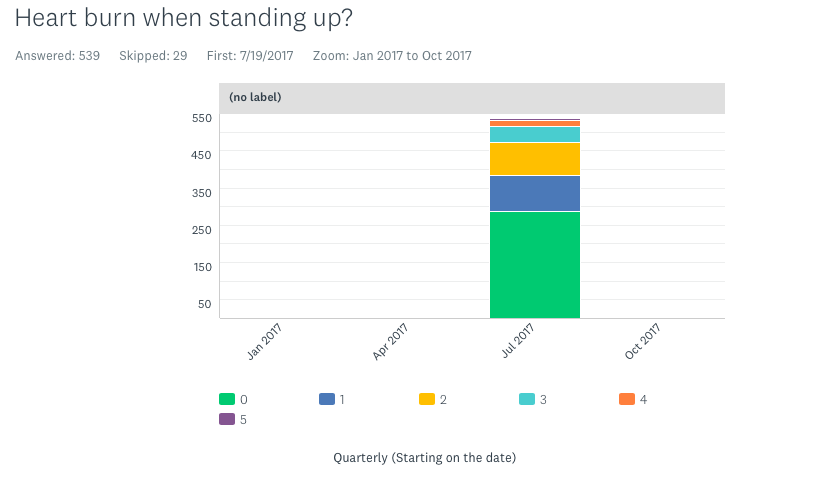 Heart burn when standing up?
Answered: 539 Skipped: 29 First: 7/19/2017 Zoom: Jan 2017 to Oct 2017
(no label)
550
450
350
250
150
50
Jan 2017 Apr 2017 Jul 2017 Oct 2017
0 1 2 3 4
5
Quarterly (Starting on the date)